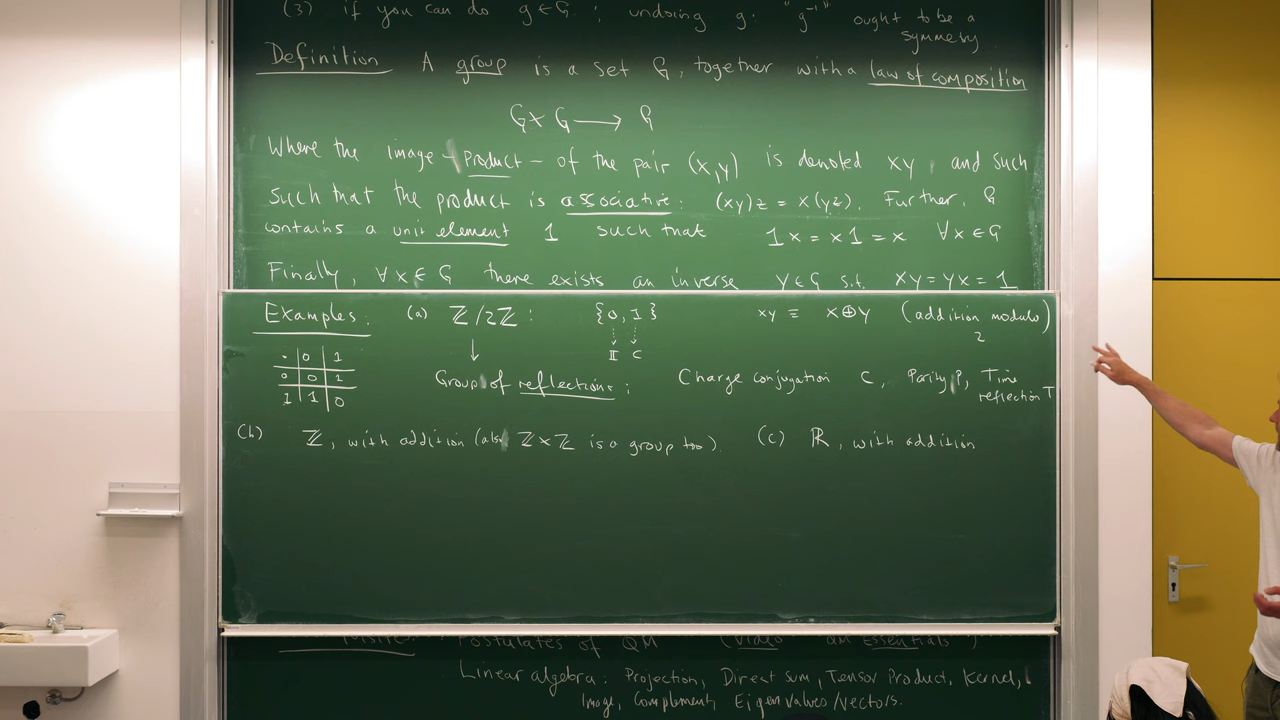 (3) if you can do g∈G : undoing g: "g⁻¹" ought to be a
symmetry.
Definition A group is a set G, together with a law of composition
G × G ⟶ G
Where the image - product - of the pair (x,y) is denoted xy, and such
such that the product is associative: (xy)z = x(yz). Further, G
contains a unit element 1 such that 1x = x1 = x ∀x∈G
Finally, ∀x∈G there exists an inverse y∈G s.t. xy = yx = 1
Examples: (a) ℤ/2ℤ : {0, 1} xy ≡ x⊕y (addition modulo)
2
· 0 1
0 0 1
1 1 0
𝕀 C
Group of reflections; Charge conjugation C, Parity P, Time
reflection T
(b) ℤ, with addition (also ℤ×ℤ is a group too). (c) ℝ, with addition
Postulates of QM (Video Essentials)
Linear algebra: Projection, Direct sum, Tensor Product, Kernel,
Image, Complement, Eigenvalues/vectors.